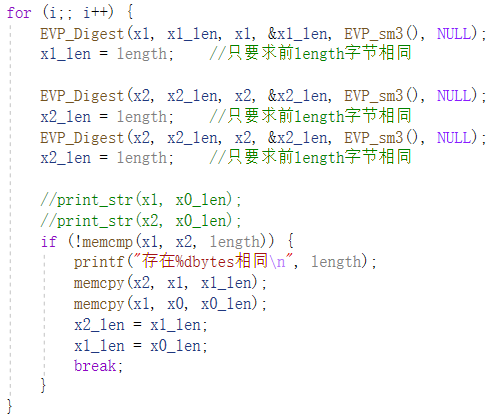 for (i;; i++) {
EVP_Digest(x1, x1_len, x1, &x1_len, EVP_sm3(), NULL);
x1_len = length;    //只要求前length字节相同
EVP_Digest(x2, x2_len, x2, &x2_len, EVP_sm3(), NULL);
x2_len = length;    //只要求前length字节相同
EVP_Digest(x2, x2_len, x2, &x2_len, EVP_sm3(), NULL);
x2_len = length;    //只要求前length字节相同
//print_str(x1, x0_len);
//print_str(x2, x0_len);
if (!memcmp(x1, x2, length)) {
printf("存在%dbytes相同\n", length);
memcpy(x2, x1, x1_len);
memcpy(x1, x0, x0_len);
x2_len = x1_len;
x1_len = x0_len;
break;
}
}